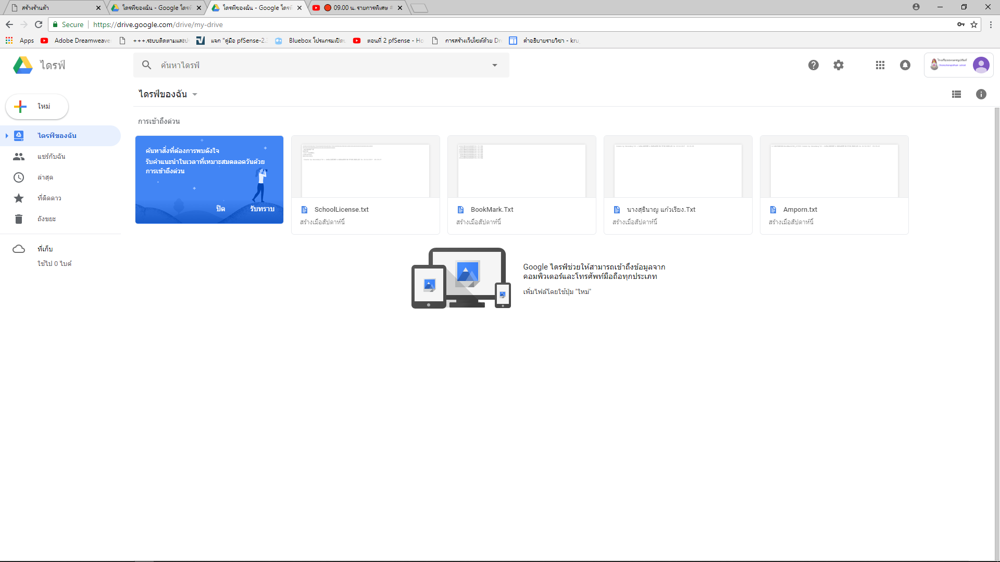 สร้างร้านค้า
ไดรฟ์ของฉัน - Google ไดรฟ์
ไดรฟ์ของฉัน - Google ไดรฟ์
09.00 น. รายการพิเศษ #
Secure
https://drive.google.com/drive/my-drive
Apps
Adobe Dreamweaver
+++.ระบบติดตามและป
แจก "คู่มือ pfSense-2.
Bluebox โปรแกรมเปิด
ตอนที่ 2 pfSense - Ho
การสร้างเว็บไซต์ด้วย Dr
คำอธิบายรายวิชา - kru
ไดรฟ์
ค้นหาไดรฟ์
ไดรฟ์ของฉัน
ใหม่
การเข้าถึงด่วน
ไดรฟ์ของฉัน
แชร์กับฉัน
ล่าสุด
ที่ติดดาว
ถังขยะ
ที่เก็บ
ใช้ไป 0 ไบต์
ค้นหาสิ่งที่ต้องการพบดังใจ
รับคำแนะนำในเวลาที่เหมาะสมตลอดวันด้วย
การเข้าถึงด่วน
ปิด
รับทราบ
SchoolLicense.txt
สร้างเมื่อสัปดาห์นี้
BookMark.Txt
สร้างเมื่อสัปดาห์นี้
นางสุธินาญ แก้วเรียง.Txt
สร้างเมื่อสัปดาห์นี้
Amporn.txt
สร้างเมื่อสัปดาห์นี้
Google ไดรฟ์ช่วยให้สามารถเข้าถึงข้อมูลจาก
คอมพิวเตอร์และโทรศัพท์มือถือทุกประเภท
เพิ่มไฟล์โดยใช้ปุ่ม "ใหม่"